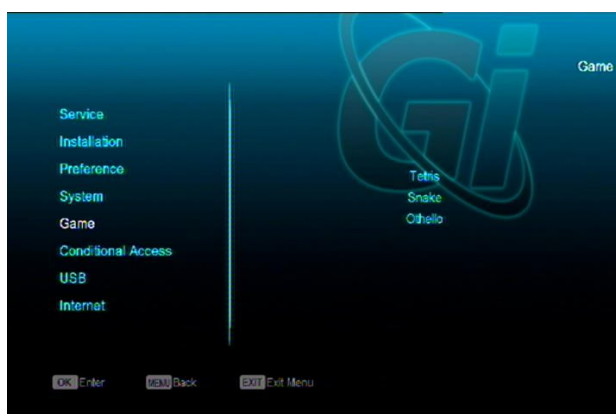 Game
Service
Installation
Preference
System
Game
Conditional Access
USB
Internet
Tetris
Snake
Othello
OK Enter
MENU Back
EXIT Exit Menu
Gi